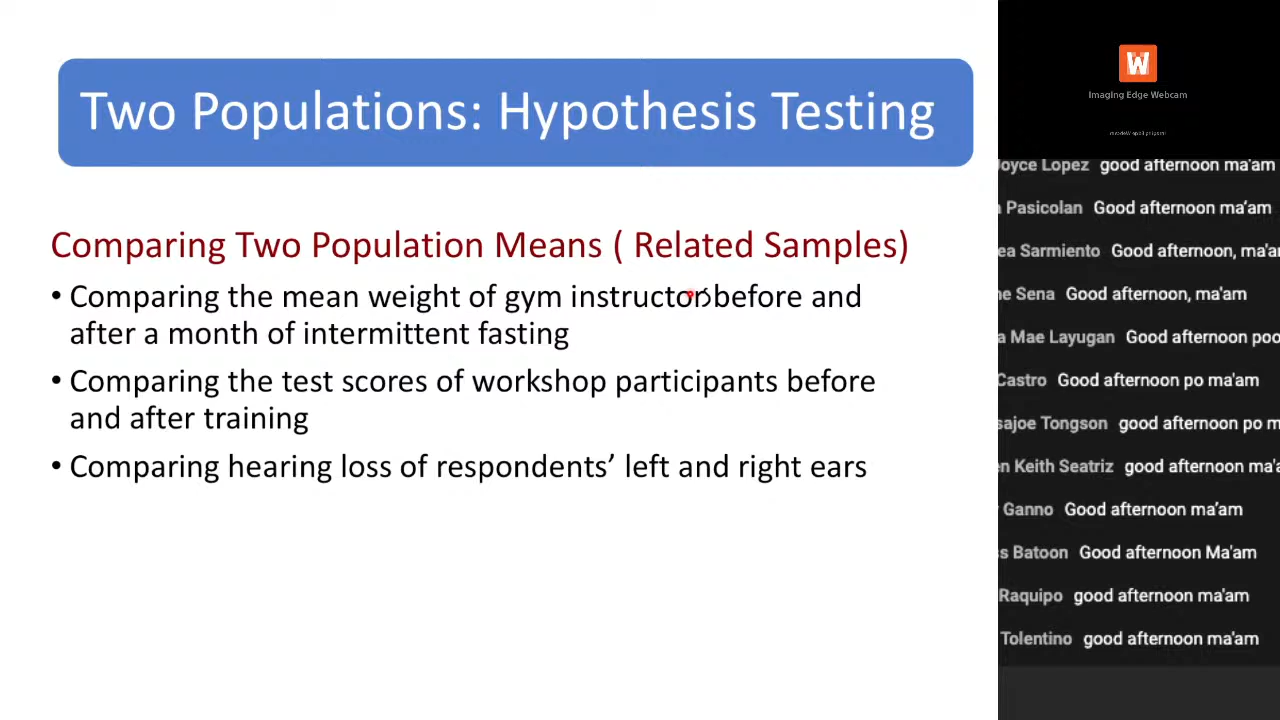 Two Populations: Hypothesis Testing
Comparing Two Population Means ( Related Samples)
• Comparing the mean weight of gym instructors before and
after a month of intermittent fasting
• Comparing the test scores of workshop participants before
and after training
• Comparing hearing loss of respondents’ left and right ears
W
Imaging Edge Webcam
Joyce Lopez good afternoon ma'am
Pasicolan Good afternoon ma’am
Sarmiento Good afternoon, ma'am
Sena Good afternoon, ma'am
Mae Layugan Good afternoon poo
Castro Good afternoon po ma'am
Tongson good afternoon po m
Keith Seatriz good afternoon ma'a
Ganno Good afternoon ma’am
Batoon Good afternoon Ma'am
Raquipo good afternoon ma'am
Tolentino good afternoon ma'am